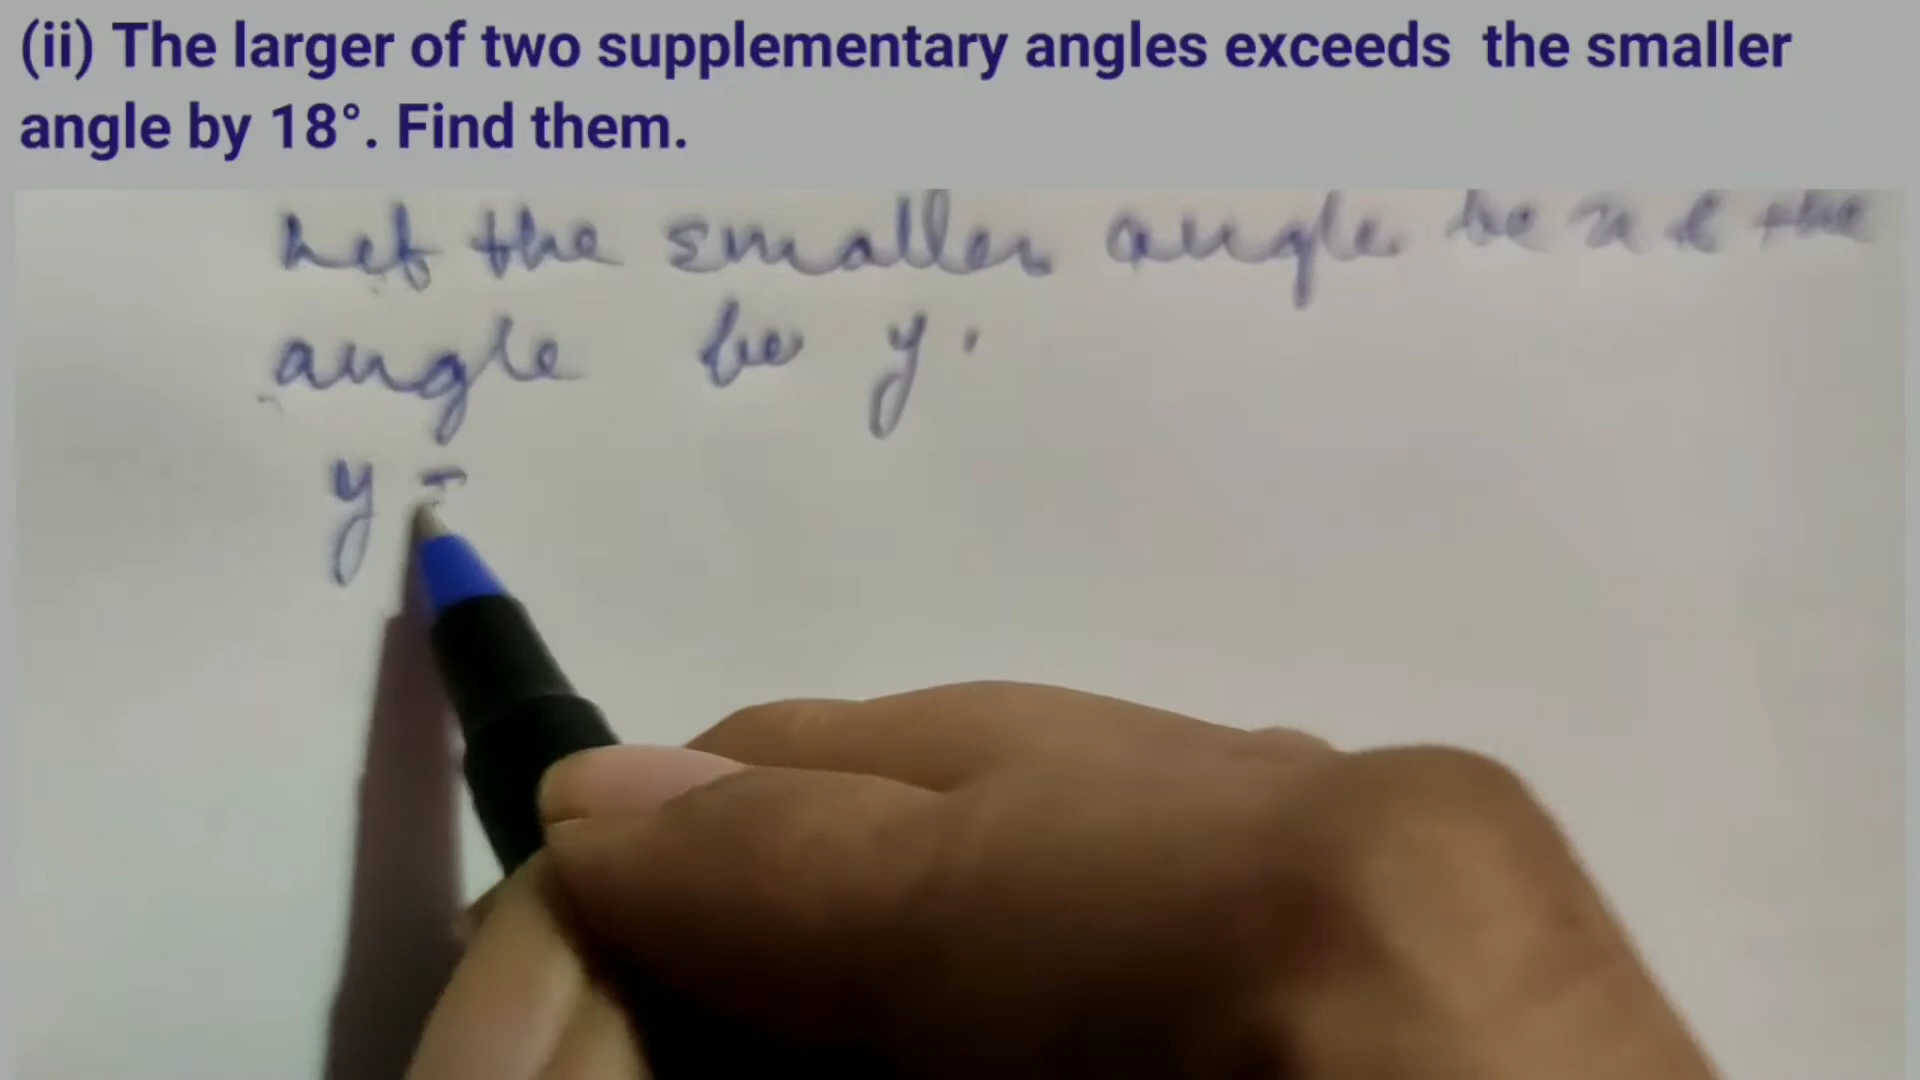 (ii) The larger of two supplementary angles exceeds the smaller
angle by 18°. Find them.
Let the smaller angle be x & the
angle be y.
y =